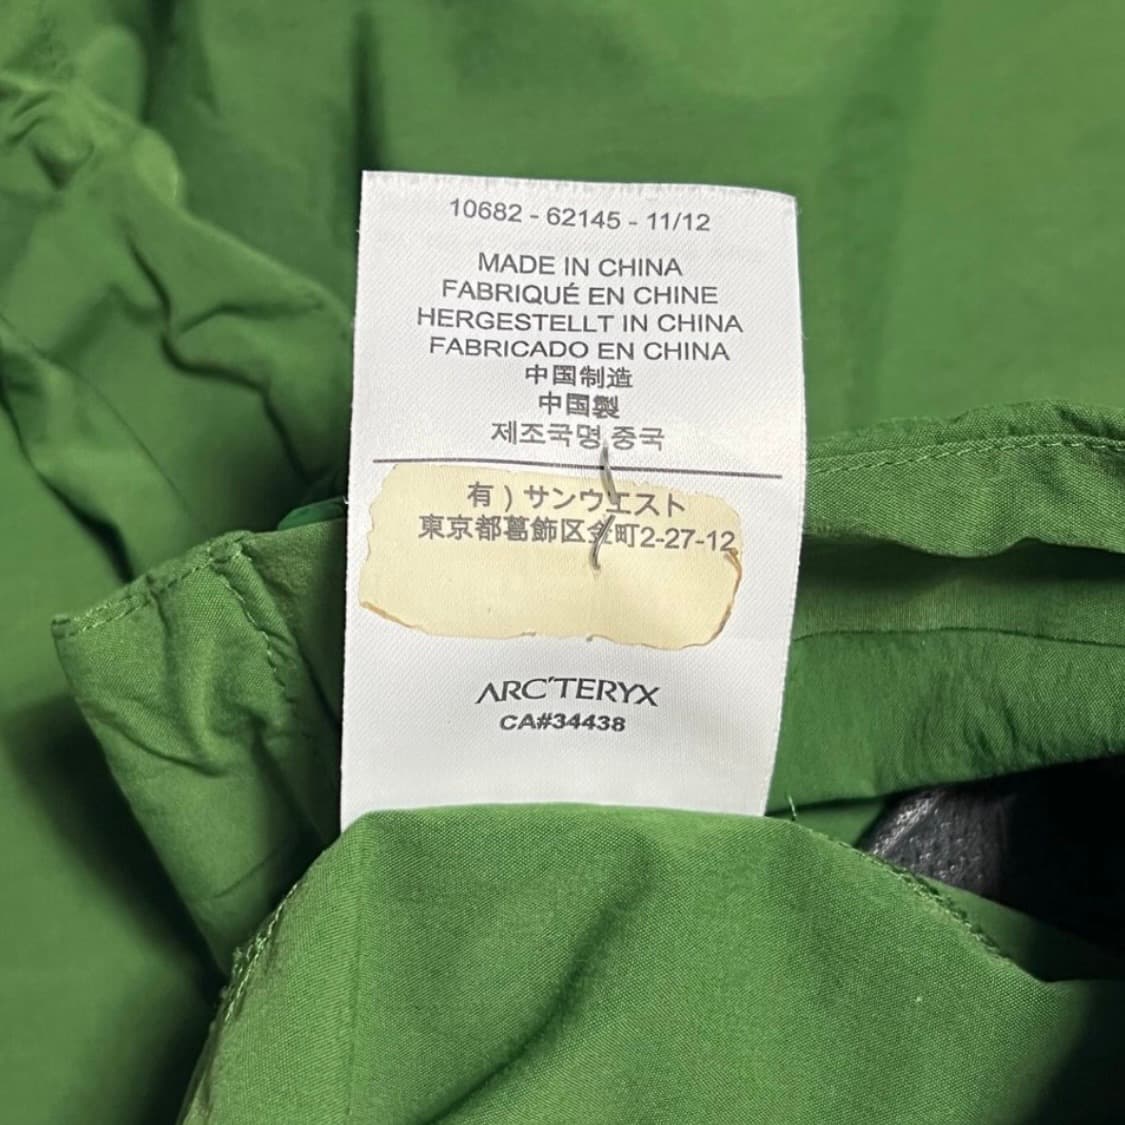 10682 - 62145 - 11/12
MADE IN CHINA
FABRIQUÉ EN CHINE
HERGESTELLT IN CHINA
FABRICADO EN CHINA
中国制造
中国製
제조국명 중국
有）サンウエスト
東京都葛飾区金町2-27-12
ARC'TERYX
CA#34438